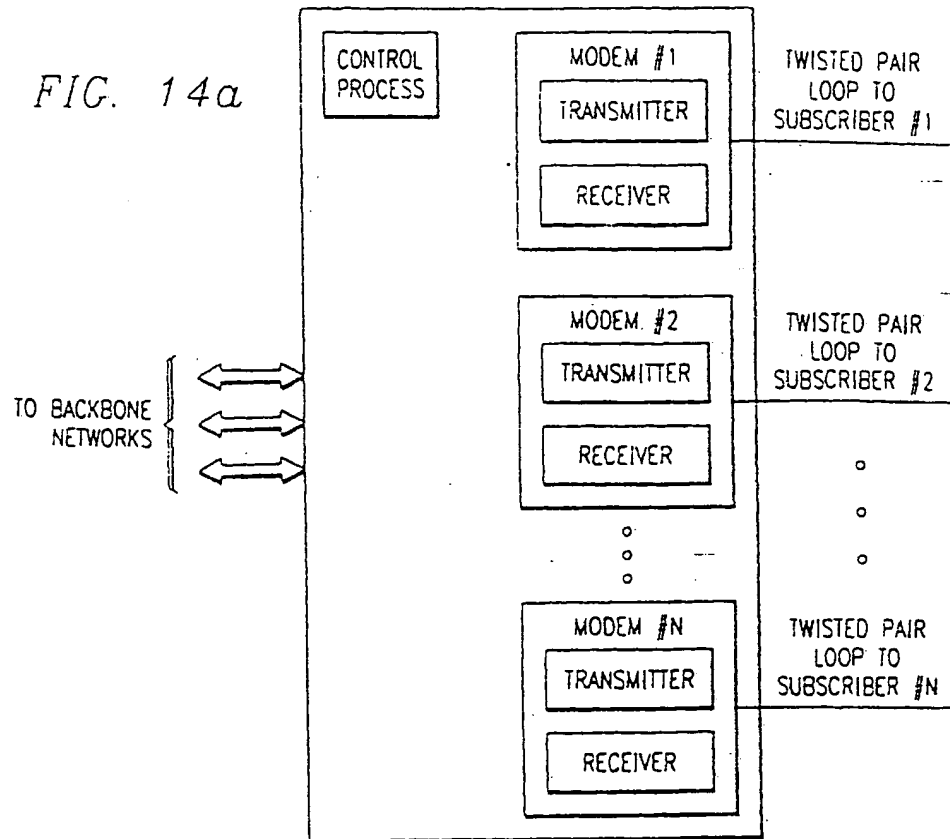 FIG. 14a
CONTROL
PROCESS
MODEM #1
TRANSMITTER
RECEIVER
TWISTED PAIR
LOOP TO
SUBSCRIBER #1
MODEM #2
TRANSMITTER
RECEIVER
TWISTED PAIR
LOOP TO
SUBSCRIBER #2
TO BACKBONE
NETWORKS
MODEM #N
TRANSMITTER
RECEIVER
TWISTED PAIR
LOOP TO
SUBSCRIBER #N